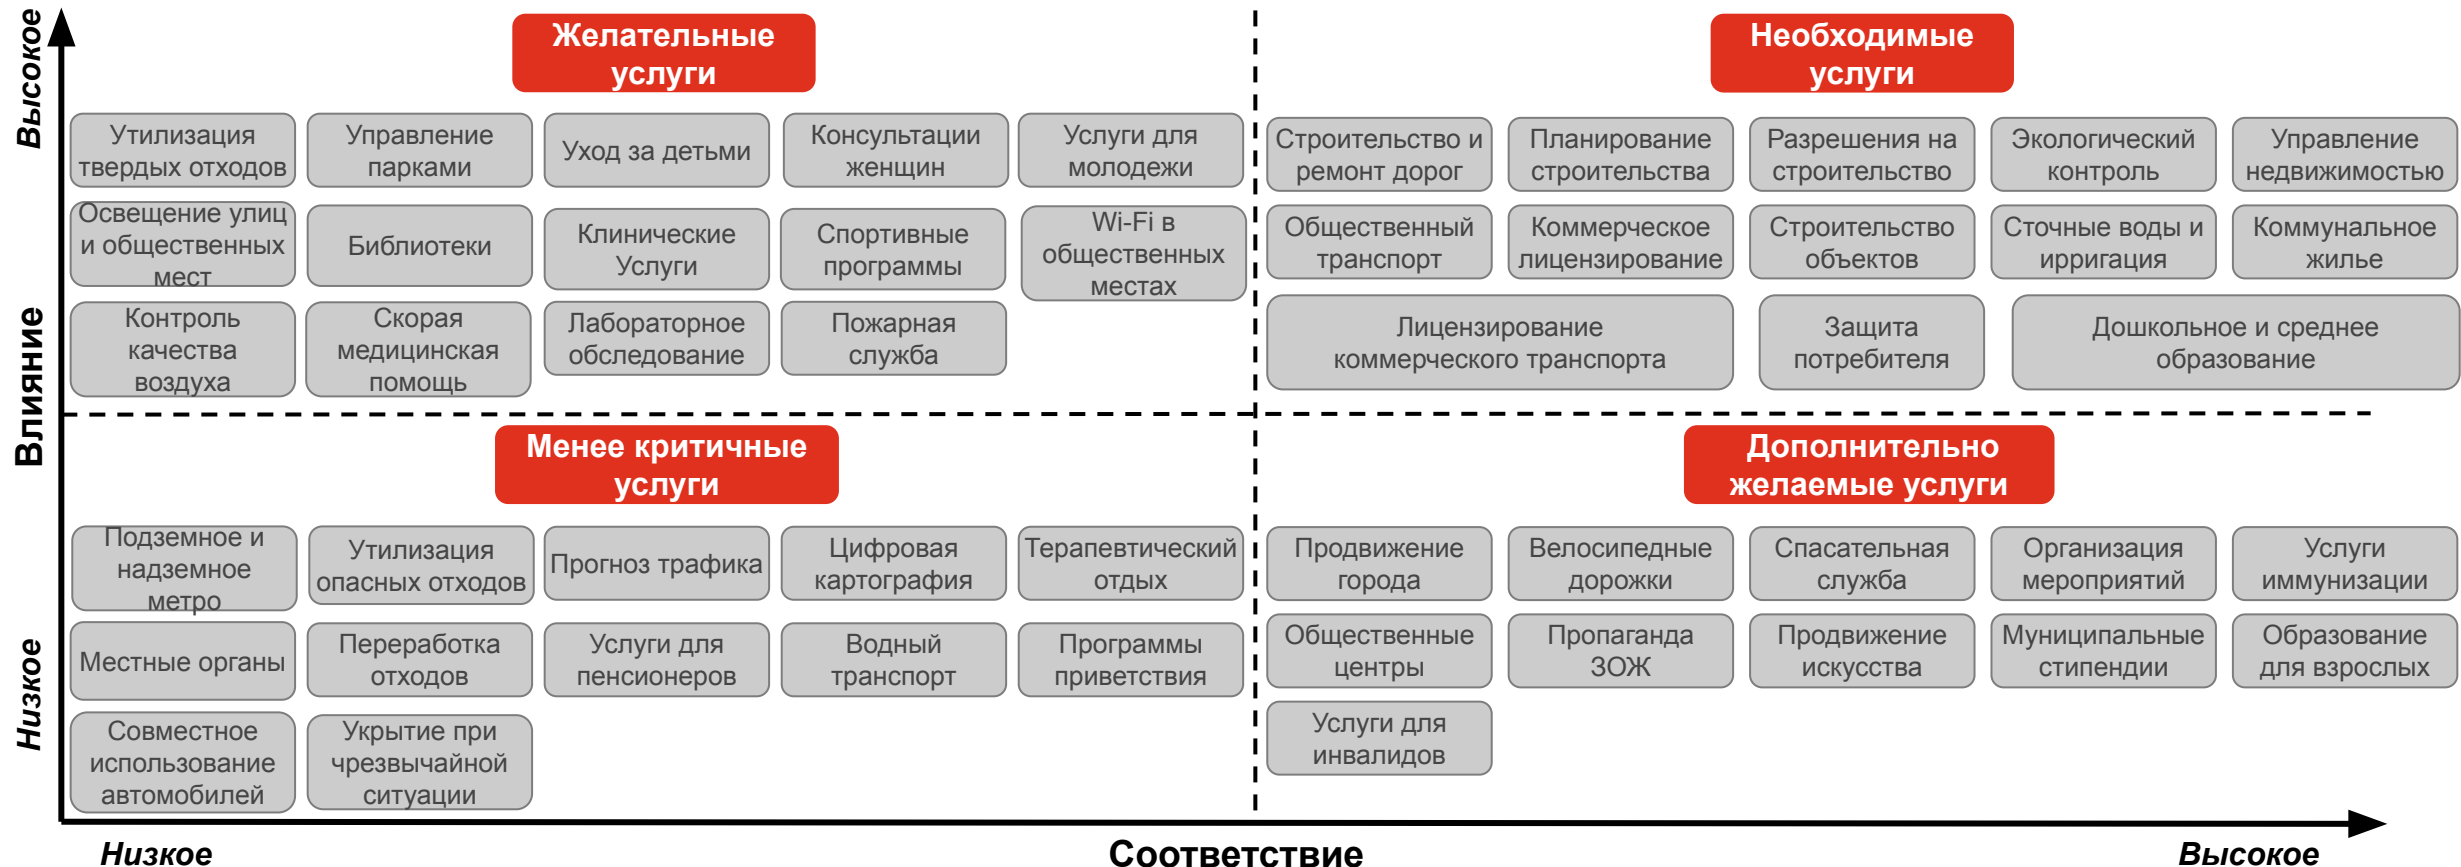 Высокое
Влияние
Низкое
Желательные
услуги
Утилизация
твердых отходов
Управление
парками
Уход за детьми
Консультации
женщин
Услуги для
молодежи
Освещение улиц
и общественных
мест
Библиотеки
Клинические
Услуги
Спортивные
программы
Wi-Fi в
общественных
местах
Контроль
качества
воздуха
Скорая
медицинская
помощь
Лабораторное
обследование
Пожарная
служба
Необходимые
услуги
Строительство и
ремонт дорог
Планирование
строительства
Разрешения на
строительство
Экологический
контроль
Управление
недвижимостью
Общественный
транспорт
Коммерческое
лицензирование
Строительство
объектов
Сточные воды и
ирригация
Коммунальное
жилье
Лицензирование
коммерческого транспорта
Защита
потребителя
Дошкольное и среднее
образование
Менее критичные
услуги
Подземное и
надземное
метро
Утилизация
опасных отходов
Прогноз трафика
Цифровая
картография
Терапевтический
отдых
Местные органы
Переработка
отходов
Услуги для
пенсионеров
Водный
транспорт
Программы
приветствия
Совместное
использование
автомобилей
Укрытие при
чрезвычайной
ситуации
Дополнительно
желаемые услуги
Продвижение
города
Велосипедные
дорожки
Спасательная
служба
Организация
мероприятий
Услуги
иммунизации
Общественные
центры
Пропаганда
ЗОЖ
Продвижение
искусства
Муниципальные
стипендии
Образование
для взрослых
Услуги для
инвалидов
Низкое
Соответствие
Высокое